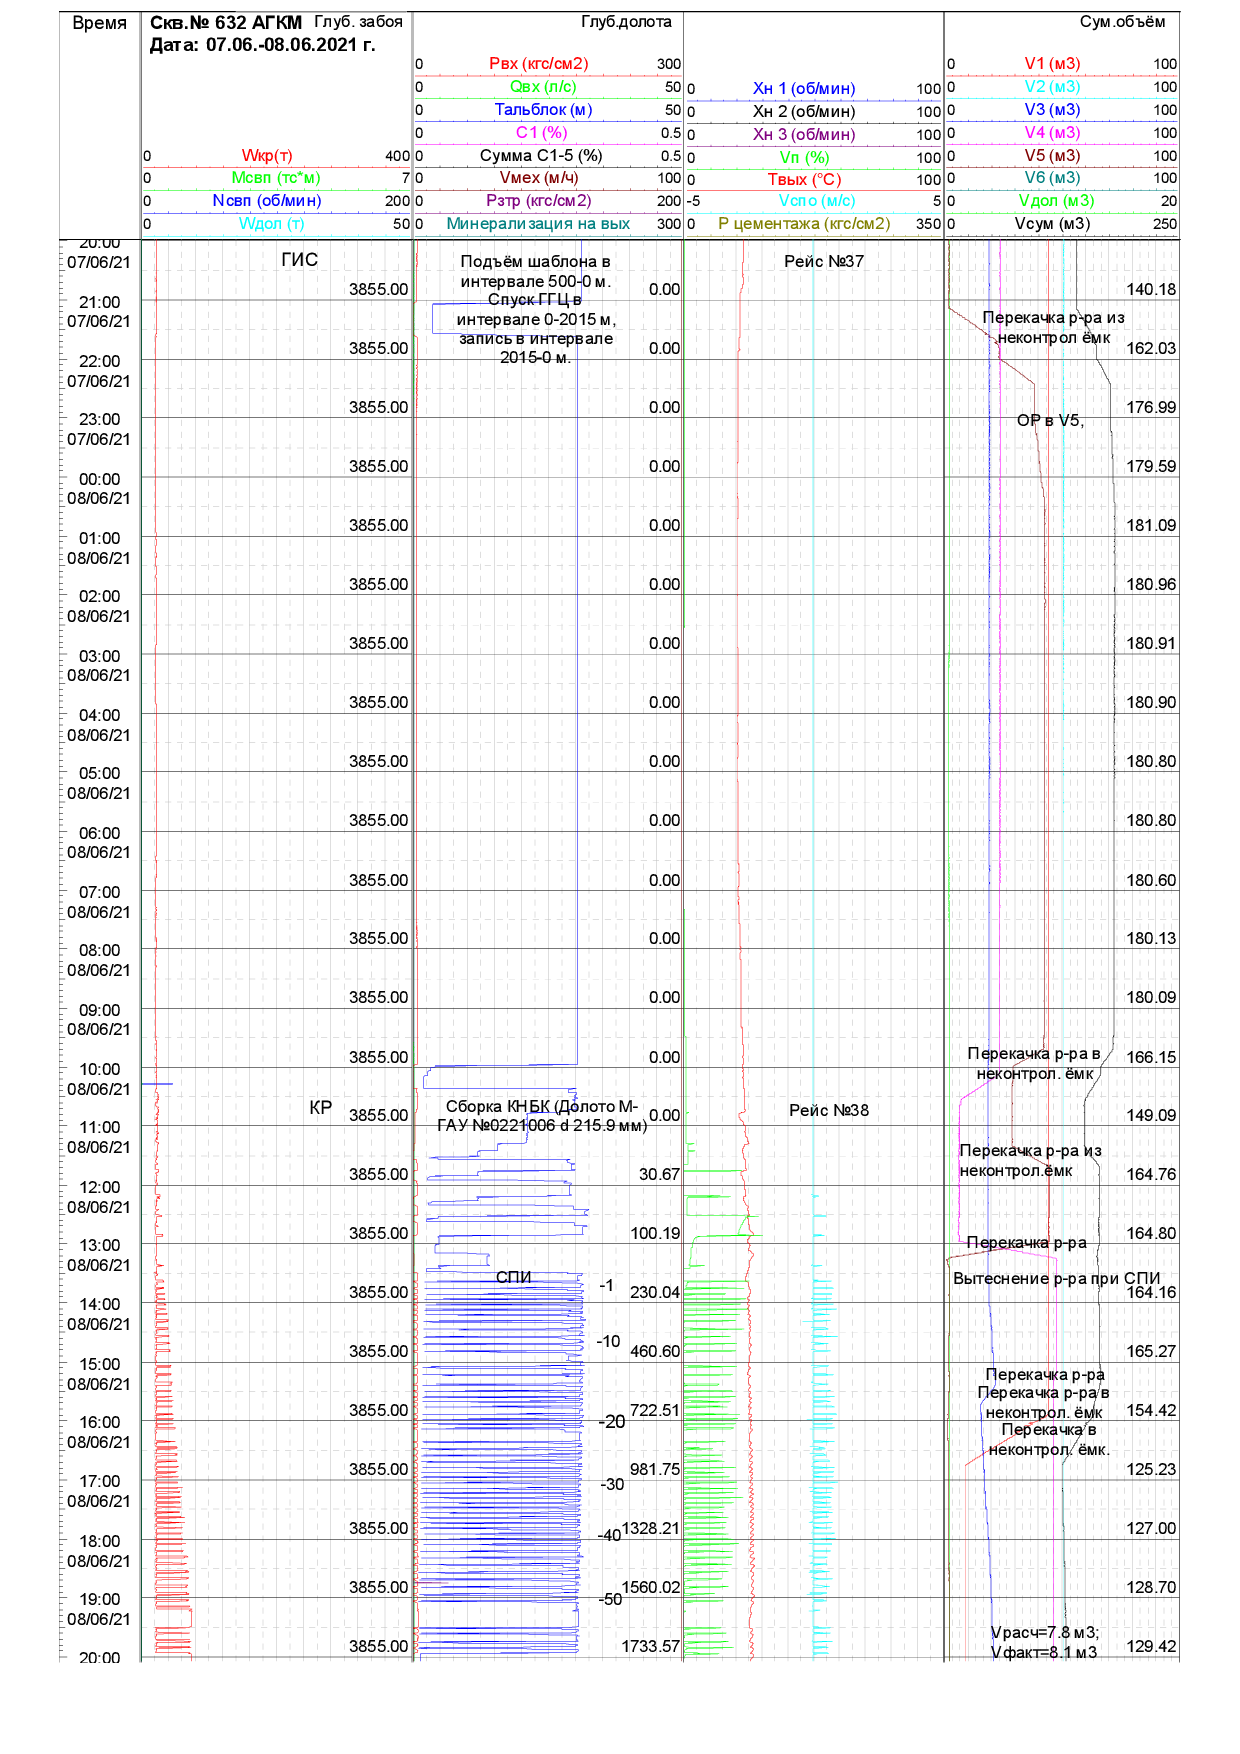 Время
Скв.№ 632 АГКМ Глуб. забоя
Дата: 07.06.-08.06.2021 г.
Глуб.долота
Сум.объём
0 Рвх (кгс/см2) 300
0 V1 (м3) 100
0 Qвх (л/с) 50
0 Хн 1 (об/мин) 100
0 V2 (м3) 100
0 Тальблок (м) 50
0 Хн 2 (об/мин) 100
0 V3 (м3) 100
0 С1 (%) 0.5
0 Хн 3 (об/мин) 100
0 V4 (м3) 100
0 Wкр(т) 400
0 Сумма С1-5 (%) 0.5
0 Vп (%) 100
0 V5 (м3) 100
0 Мсвп (тс*м) 7
0 Vмех (м/ч) 100
0 Твых (°С) 100
0 V6 (м3) 100
0 Nсвп (об/мин) 200
0 Рзтр (кгс/см2) 200
-5 Vспо (м/с) 5
0 Vдол (м3) 20
0 Wдол (т) 50
0 Минерализация на вых 300
0 Р цементажа (кгс/см2) 350
0 Vсум (м3) 250
20:00
07/06/21
ГИС
Подъём шаблона в
интервале 500-0 м.
Спуск ГГЦ в
интервале 0-2015 м,
запись в интервале
2015-0 м.
Рейс №37
3855.00 0.00 140.18
21:00
07/06/21
Перекачка р-ра из
неконтрол ёмк
3855.00 0.00 162.03
22:00
07/06/21
3855.00 0.00 176.99
23:00
07/06/21
ОР в V5,
3855.00 0.00 179.59
00:00
08/06/21
3855.00 0.00 181.09
01:00
08/06/21
3855.00 0.00 180.96
02:00
08/06/21
3855.00 0.00 180.91
03:00
08/06/21
3855.00 0.00 180.90
04:00
08/06/21
3855.00 0.00 180.80
05:00
08/06/21
3855.00 0.00 180.80
06:00
08/06/21
3855.00 0.00 180.60
07:00
08/06/21
3855.00 0.00 180.13
08:00
08/06/21
3855.00 0.00 180.09
09:00
08/06/21
3855.00 0.00 166.15
Перекачка р-ра в
неконтрол. ёмк
10:00
08/06/21
КР
Сборка КНБК (Долото М-
ГАУ №0221006 d 215.9 мм)
Рейс №38
3855.00 0.00 149.09
11:00
08/06/21
Перекачка р-ра из
неконтрол.ёмк
3855.00 30.67 164.76
12:00
08/06/21
3855.00 100.19 164.80
13:00
08/06/21
Перекачка р-ра
СПИ
-1
Вытеснение р-ра при СПИ
3855.00 230.04 164.16
14:00
08/06/21
-10
3855.00 460.60 165.27
15:00
08/06/21
Перекачка р-ра
Перекачка р-ра в
неконтрол. ёмк
3855.00 722.51 154.42
-20
16:00
08/06/21
Перекачка в
неконтрол. ёмк.
3855.00 981.75 125.23
17:00
08/06/21
-30
3855.00 1328.21 127.00
-40
18:00
08/06/21
3855.00 1560.02 128.70
19:00
08/06/21
-50
Vрасч=7.8 м3;
Vфакт=8.1 м3
3855.00 1733.57 129.42
20:00